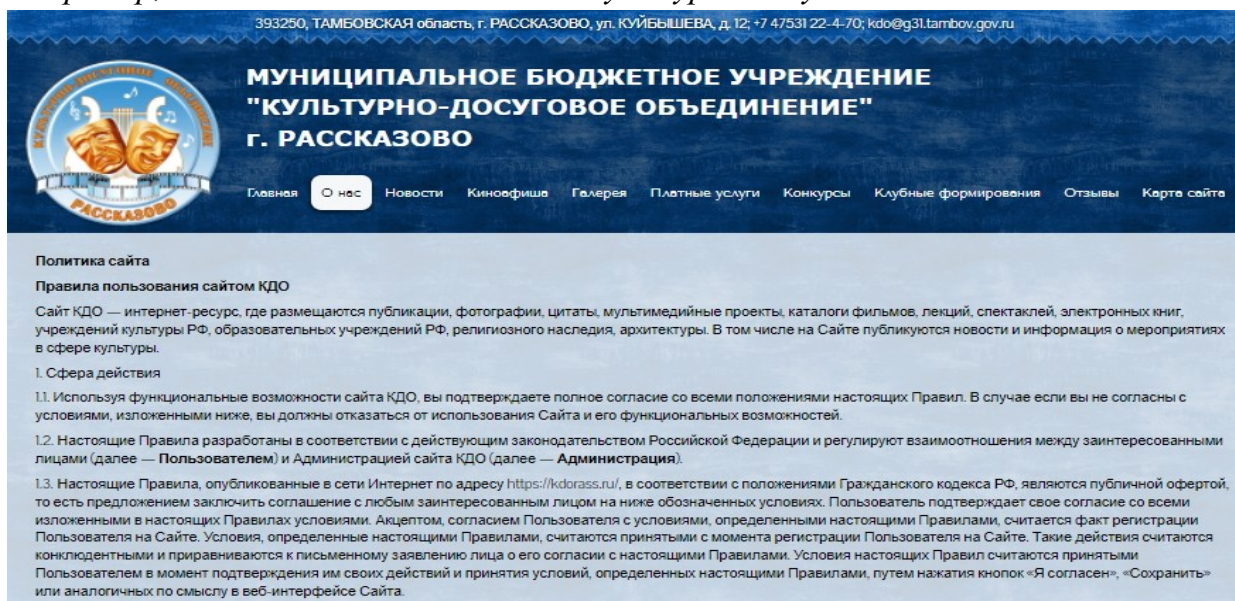 393250, ТАМБОВСКАЯ область, г. РАССКАЗОВО, ул. КУЙБЫШЕВА, д. 12; +7 47531 22-4-70; kdo@g31.tambov.gov.ru
КУЛЬТУРНО-ДОСУГОВОЕ ОБЪЕДИНЕНИЕ
РАССКАЗОВО
МУНИЦИПАЛЬНОЕ БЮДЖЕТНОЕ УЧРЕЖДЕНИЕ
"КУЛЬТУРНО-ДОСУГОВОЕ ОБЪЕДИНЕНИЕ"
г. РАССКАЗОВО
Главная О нас Новости Киноафиша Галерея Платные услуги Конкурсы Клубные формирования Отзывы Карта сайта
Политика сайта
Правила пользования сайтом КДО
Сайт КДО — интернет-ресурс, где размещаются публикации, фотографии, цитаты, мультимедийные проекты, каталоги фильмов, лекций, спектаклей, электронных книг,
учреждений культуры РФ, образовательных учреждений РФ, религиозного наследия, архитектуры. В том числе на Сайте публикуются новости и информация о мероприятиях
в сфере культуры.
1. Сфера действия
1.1. Используя функциональные возможности сайта КДО, вы подтверждаете полное согласие со всеми положениями настоящих Правил. В случае если вы не согласны с
условиями, изложенными ниже, вы должны отказаться от использования Сайта и его функциональных возможностей.
1.2. Настоящие Правила разработаны в соответствии с действующим законодательством Российской Федерации и регулируют взаимоотношения между заинтересованными
лицами (далее — Пользователем) и Администрацией сайта КДО (далее — Администрация).
1.3. Настоящие Правила, опубликованные в сети Интернет по адресу https://kdorass.ru/, в соответствии с положениями Гражданского кодекса РФ, являются публичной офертой,
то есть предложением заключить соглашение с любым заинтересованным лицом на ниже обозначенных условиях. Пользователь подтверждает свое согласие со всеми
изложенными в настоящих Правилах условиями. Акцептом, согласием Пользователя с условиями, определенными настоящими Правилами, считается факт регистрации
Пользователя на Сайте. Условия, определенные настоящими Правилами, считаются принятыми с момента регистрации Пользователя на Сайте. Такие действия считаются
конклюдентными и приравниваются к письменному заявлению лица о его согласии с настоящими Правилами. Условия настоящих Правил считаются принятыми
Пользователем в момент подтверждения им своих действий и принятия условий, определенных настоящими Правилами, путем нажатия кнопок «Я согласен», «Сохранить»
или аналогичных по смыслу в веб-интерфейсе Сайта.